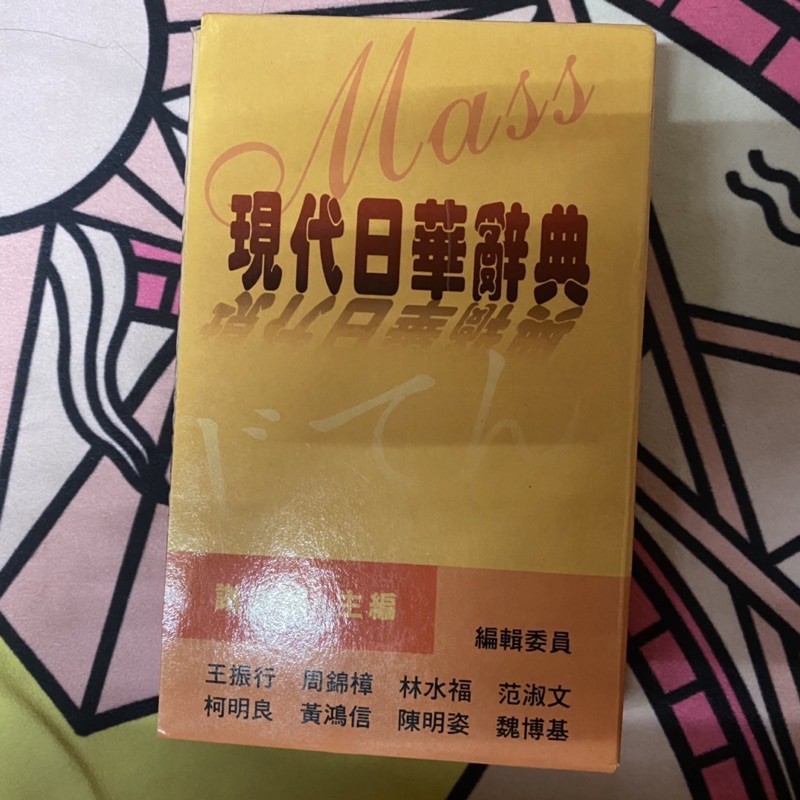 Mass
現代日華辭典
じてん
謝 主編
編輯委員
王振行 周錦樟 林水福 范淑文
柯明良 黃鴻信 陳明姿 魏博基